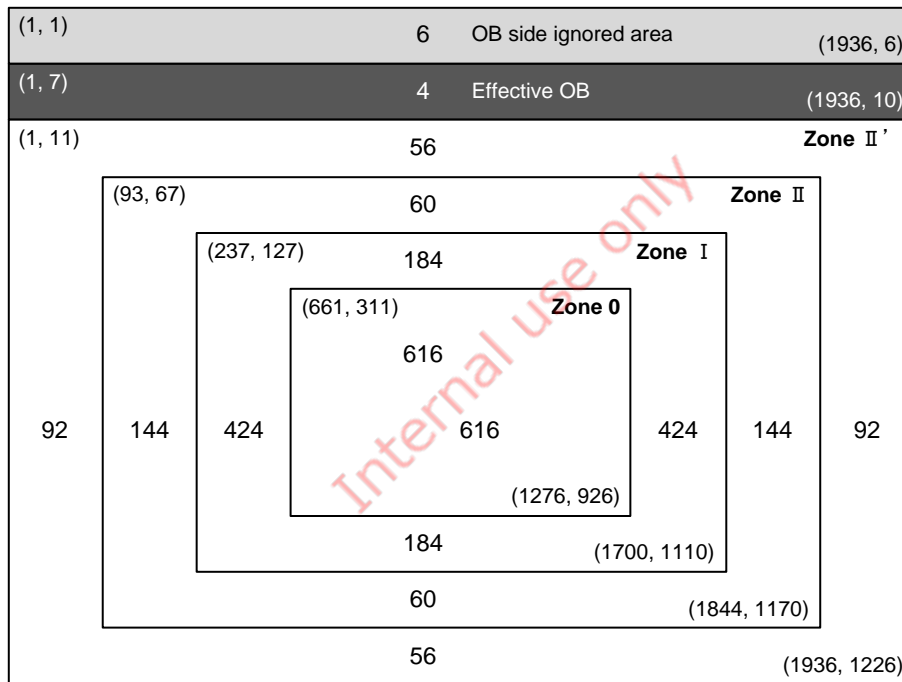 (1, 1)
6 OB side ignored area
(1936, 6)
(1, 7)
4 Effective OB
(1936, 10)
(1, 11)
56
Zone Ⅱ’
(93, 67)
60
Zone Ⅱ
(237, 127)
184
Zone Ⅰ
(661, 311)
Zone 0
616
92 144 424 616 424 144 92
(1276, 926)
184
(1700, 1110)
60
(1844, 1170)
56
(1936, 1226)
Internal use only